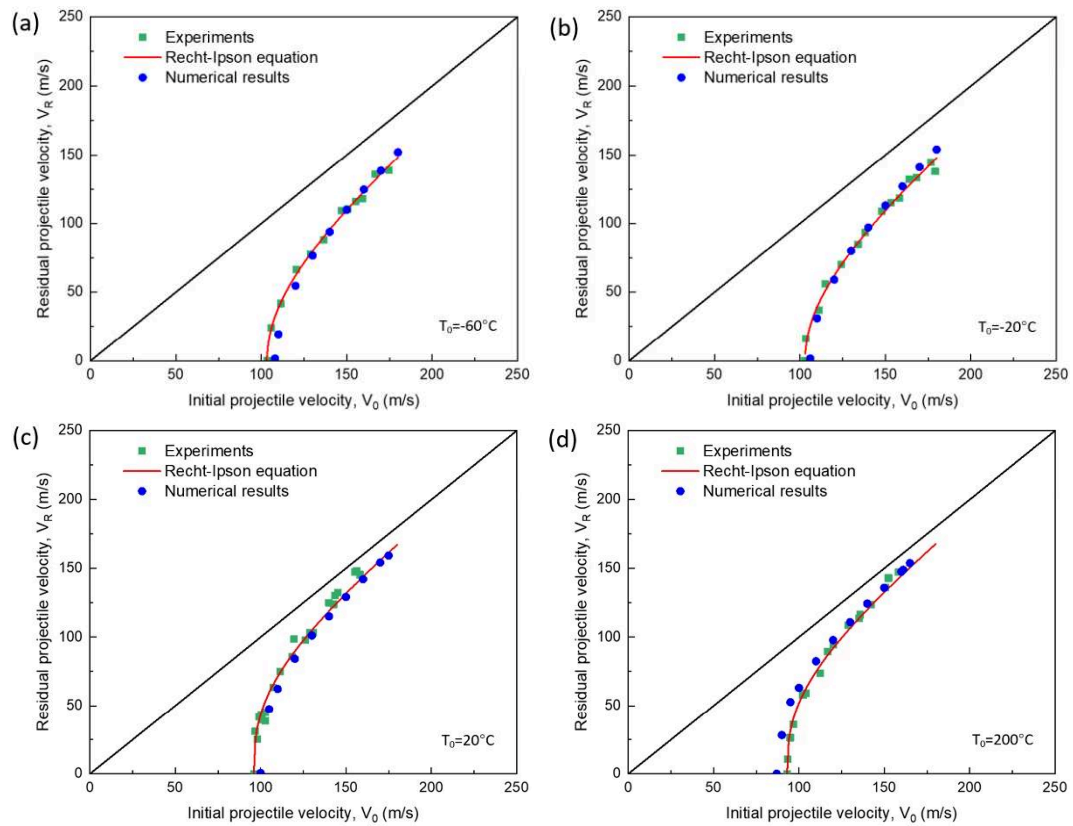 (a)
250
200
150
100
50
0
Residual projectile velocity, V_R (m/s)
Experiments
Recht-Ipson equation
Numerical results
T_0=-60°C
0 50 100 150 200 250
Initial projectile velocity, V_0 (m/s)
(b)
250
200
150
100
50
0
Residual projectile velocity, V_R (m/s)
Experiments
Recht-Ipson equation
Numerical results
T_0=-20°C
0 50 100 150 200 250
Initial projectile velocity, V_0 (m/s)
(c)
250
200
150
100
50
0
Residual projectile velocity, V_R (m/s)
Experiments
Recht-Ipson equation
Numerical results
T_0=20°C
0 50 100 150 200 250
Initial projectile velocity, V_0 (m/s)
(d)
250
200
150
100
50
0
Residual projectile velocity, V_R (m/s)
Experiments
Recht-Ipson equation
Numerical results
T_0=200°C
0 50 100 150 200 250
Initial projectile velocity, V_0 (m/s)